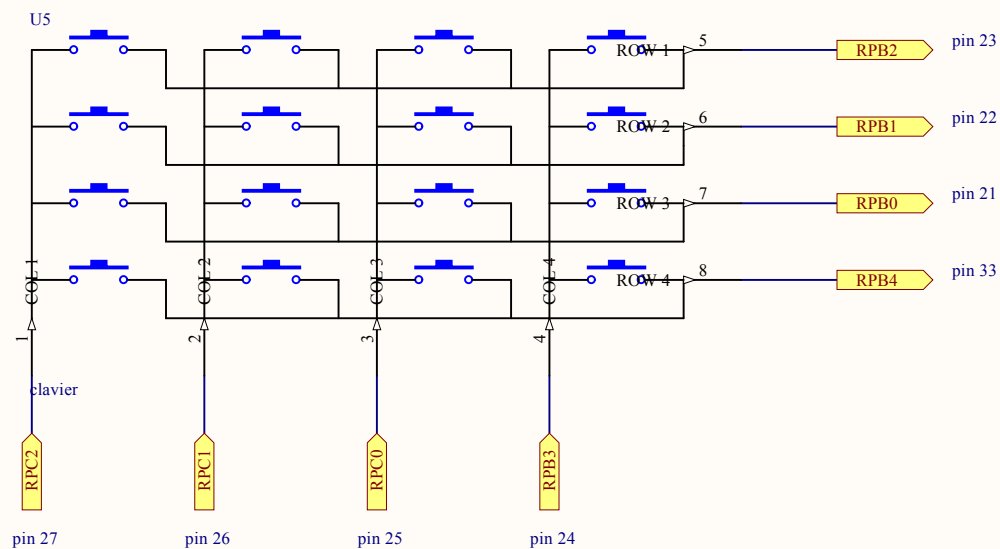 U5
ROW 1
5
RPB2
pin 23
ROW 2
6
RPB1
pin 22
ROW 3
7
RPB0
pin 21
ROW 4
8
RPB4
pin 33
COL 1
COL 2
COL 3
COL 4
1
2
3
4
clavier
RPC2
RPC1
RPC0
RPB3
pin 27
pin 26
pin 25
pin 24